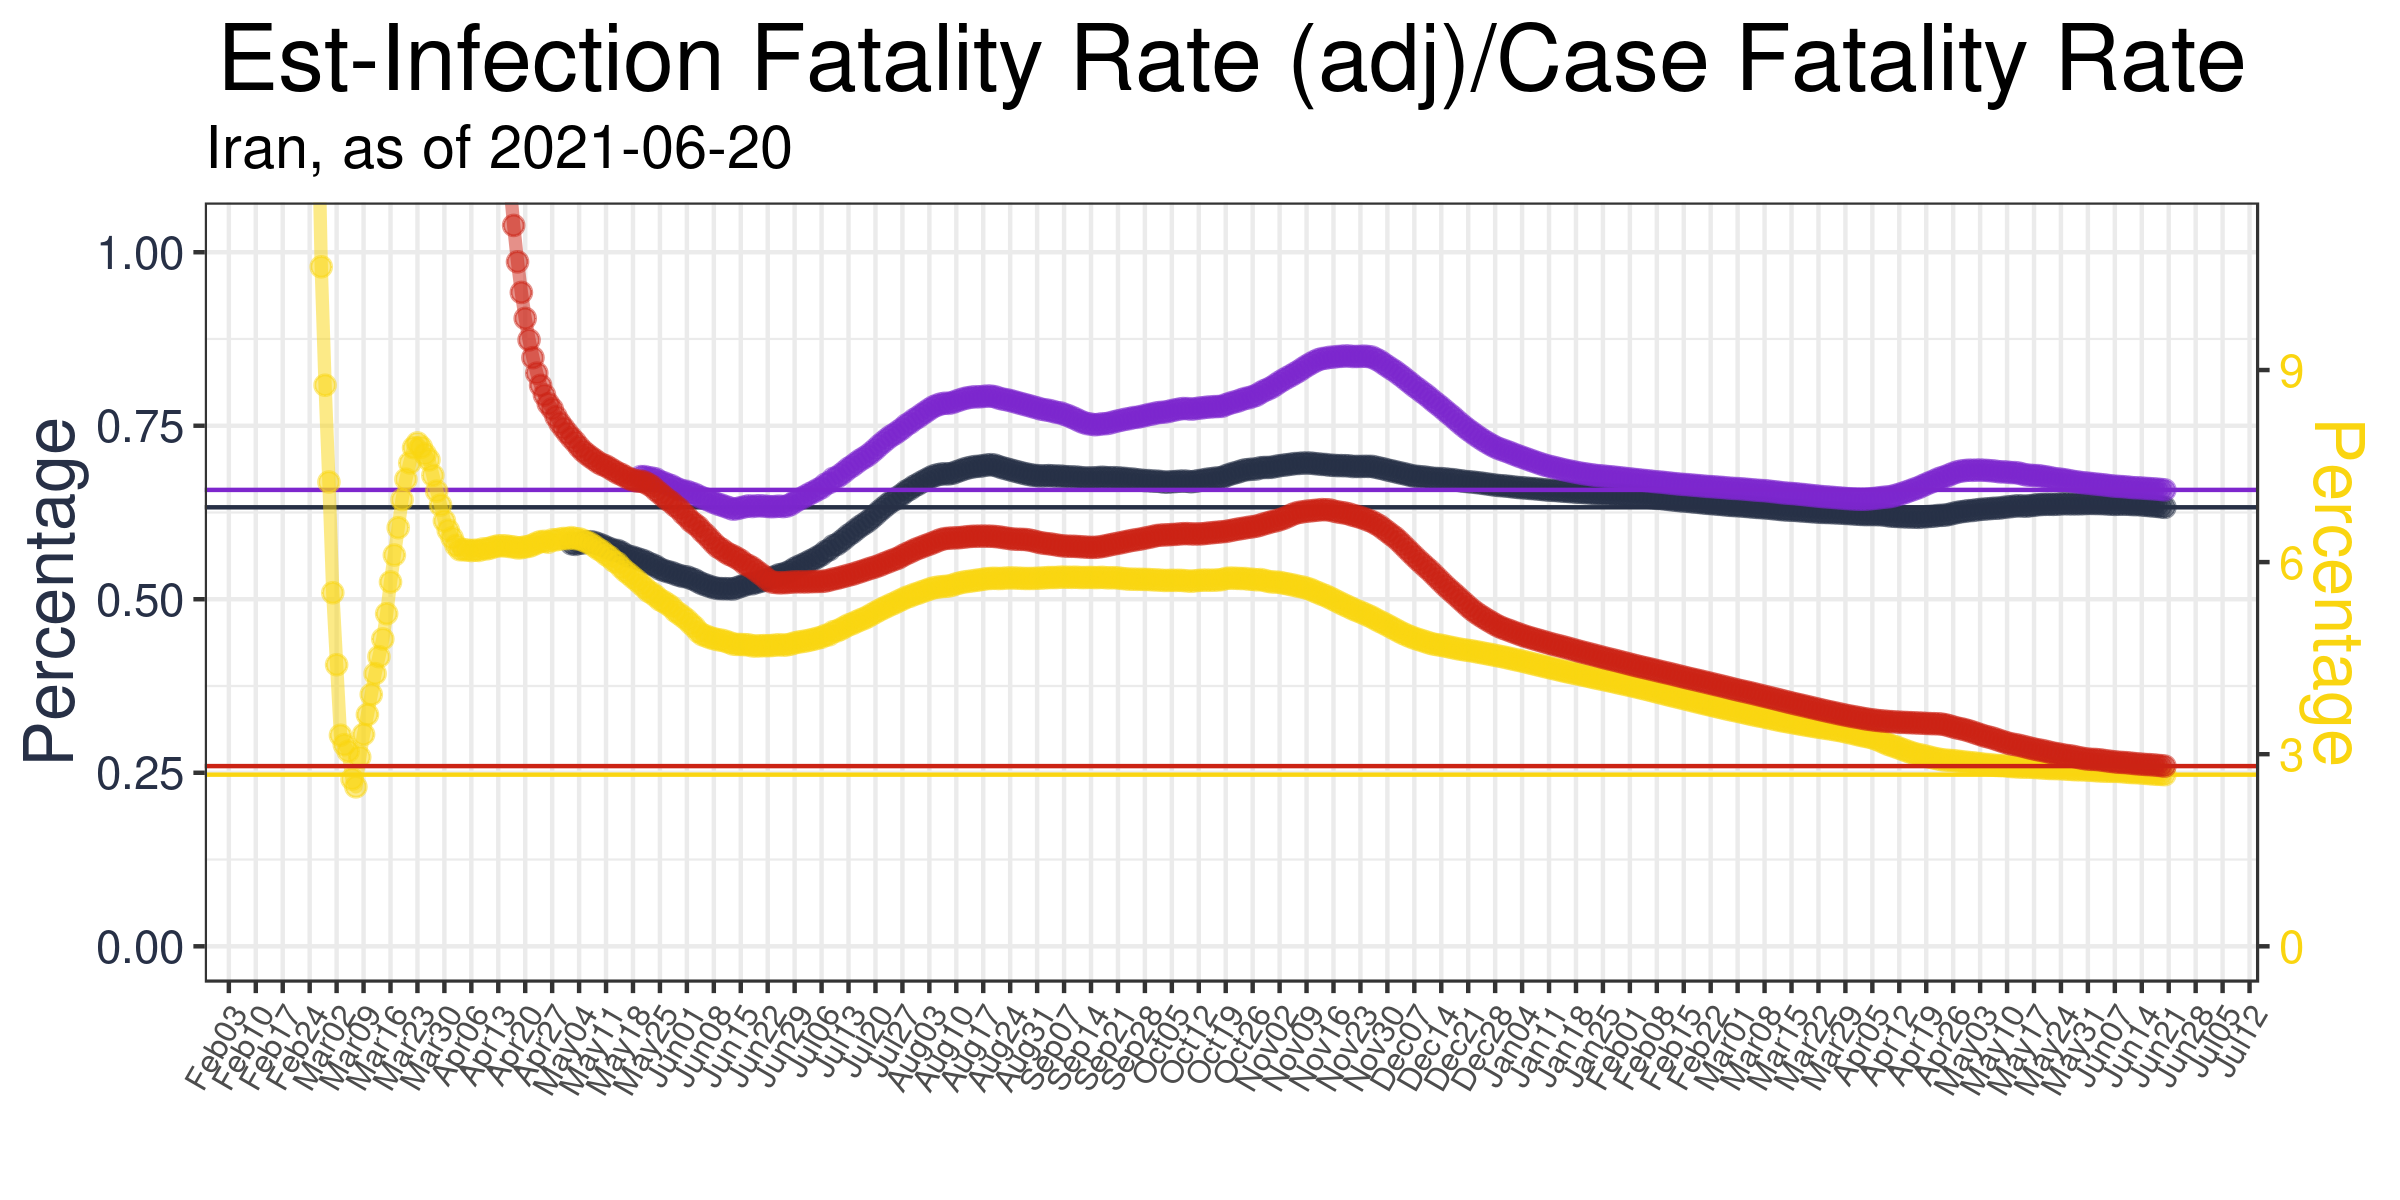 Est-Infection Fatality Rate (adj)/Case Fatality Rate
Iran, as of 2021-06-20
Percentage
1.00
0.75
0.50
0.25
0.00
9
6
3
0
Percentage
Feb03
Feb10
Feb17
Feb24
Mar02
Mar09
Mar16
Mar23
Mar30
Apr06
Apr13
Apr20
Apr27
May04
May11
May18
May25
Jun01
Jun08
Jun15
Jun22
Jun29
Jul06
Jul13
Jul20
Jul27
Aug03
Aug10
Aug17
Aug24
Aug31
Sep07
Sep14
Sep21
Sep28
Oct05
Oct12
Oct19
Oct26
Nov02
Nov09
Nov16
Nov23
Nov30
Dec07
Dec14
Dec21
Dec28
Jan04
Jan11
Jan18
Jan25
Feb01
Feb08
Feb15
Feb22
Mar01
Mar08
Mar15
Mar22
Mar29
Apr05
Apr12
Apr19
Apr26
May03
May10
May17
May24
May31
Jun07
Jun14
Jun21
Jun28
Jul05
Jul12